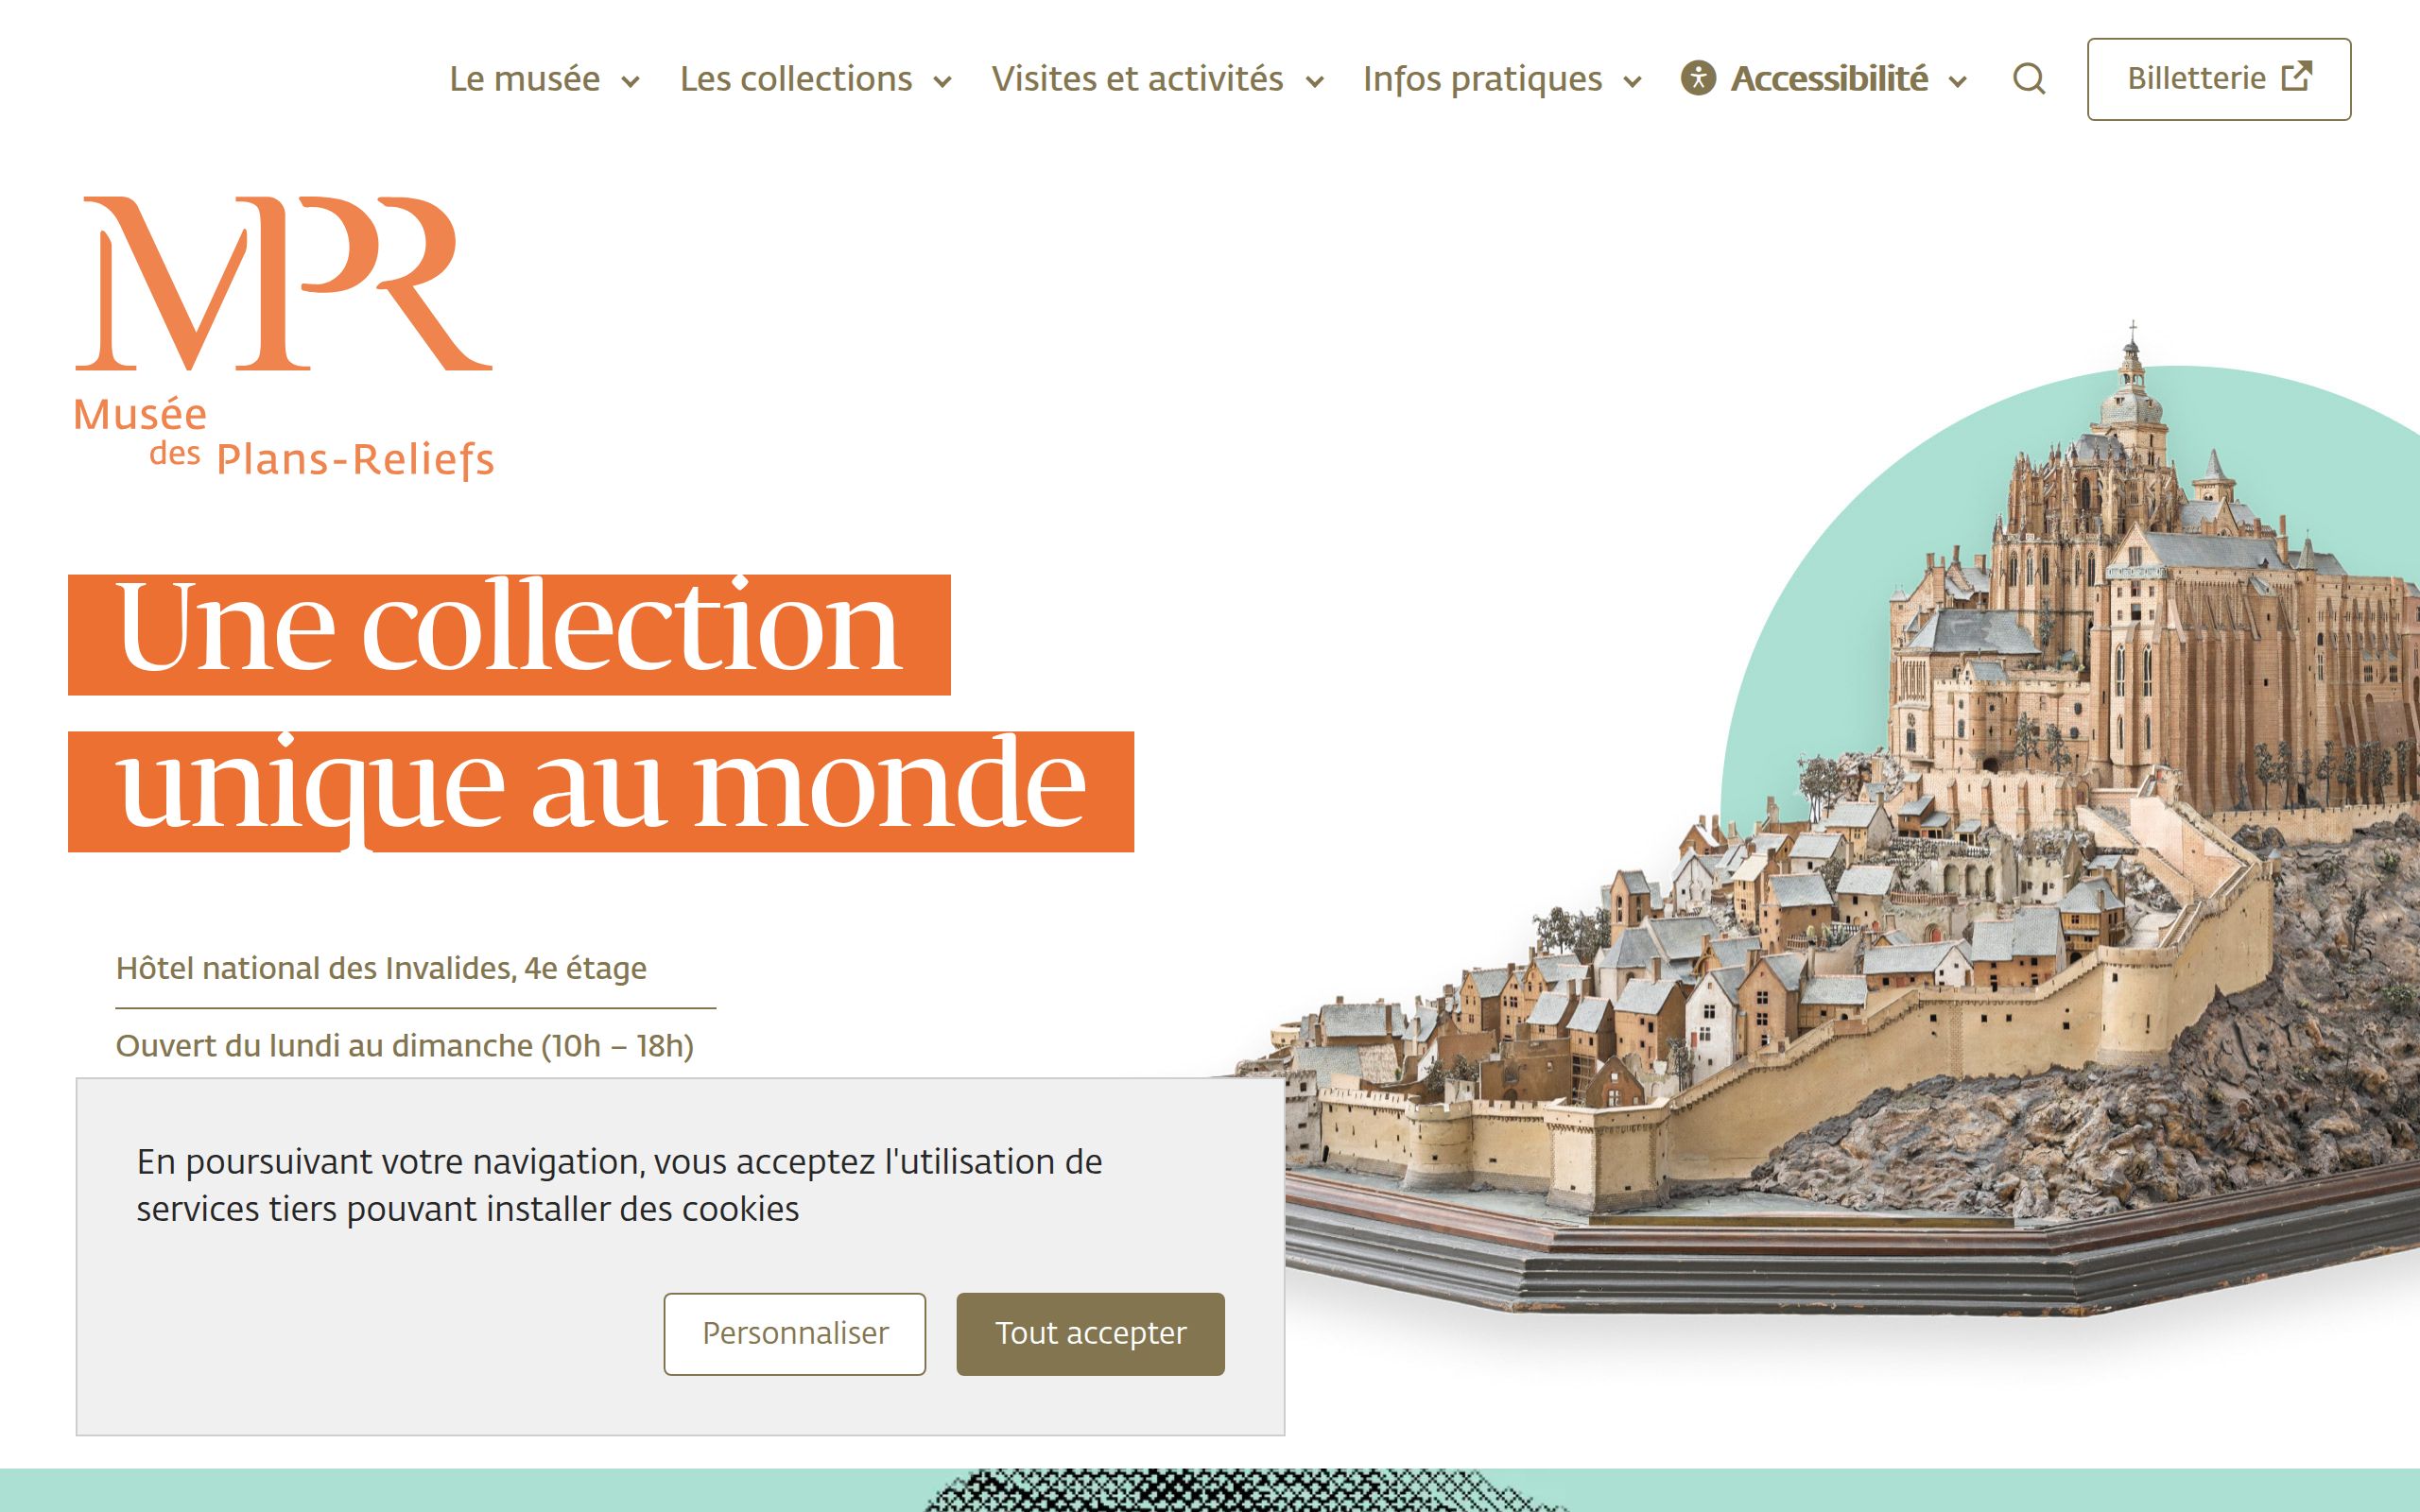 Le musée
Les collections
Visites et activités
Infos pratiques
Accessibilité
Billetterie
MPR
Musée
des Plans-Reliefs
Une collection
unique au monde
Hôtel national des Invalides, 4e étage
Ouvert du lundi au dimanche (10h – 18h)
En poursuivant votre navigation, vous acceptez l'utilisation de
services tiers pouvant installer des cookies
Personnaliser
Tout accepter